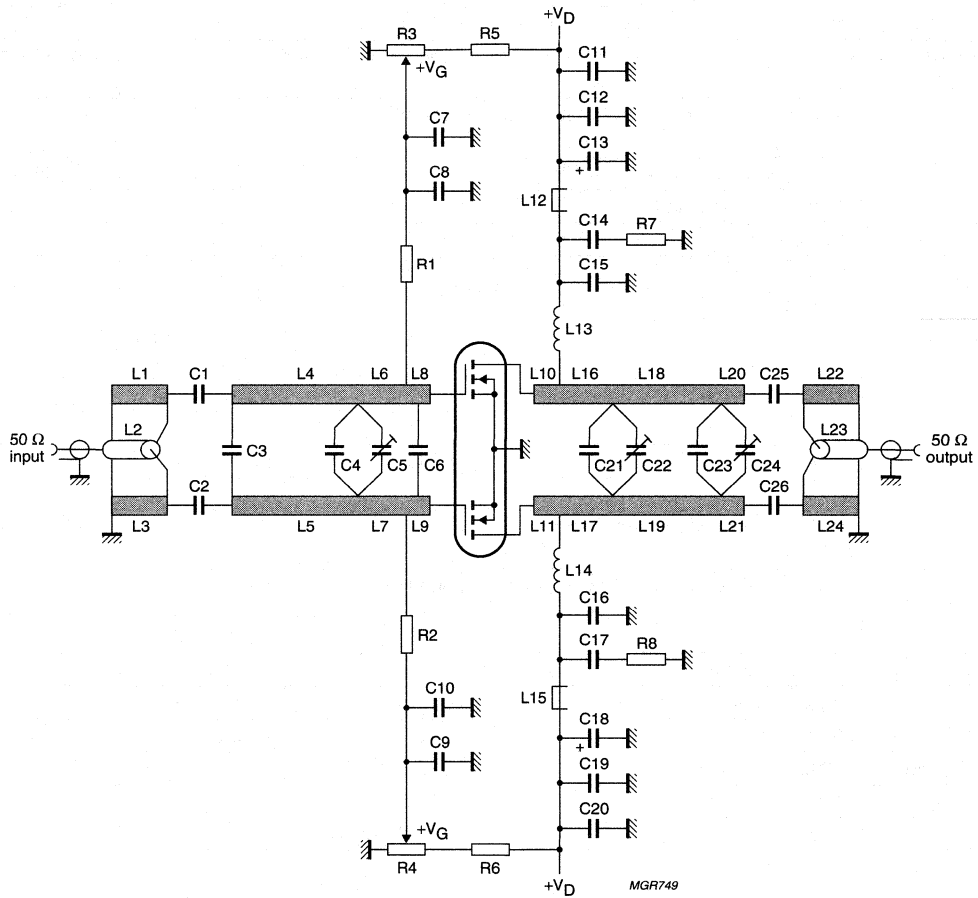 +VD
R3
R5
+VG
C11
C12
C13
+
C7
C8
L12
C14
R7
R1
C15
L13
L1
C1
L4
L6
L8
L10
L16
L18
L20
C25
L22
50 Ω
input
L2
C3
C4
C5
C6
C21
C22
C23
C24
L23
50 Ω
output
C2
C26
L3
L5
L7
L9
L11
L17
L19
L21
L24
L14
C16
R2
C17
R8
C10
L15
C18
+
C9
C19
C20
+VG
R4
R6
+VD
MGR749